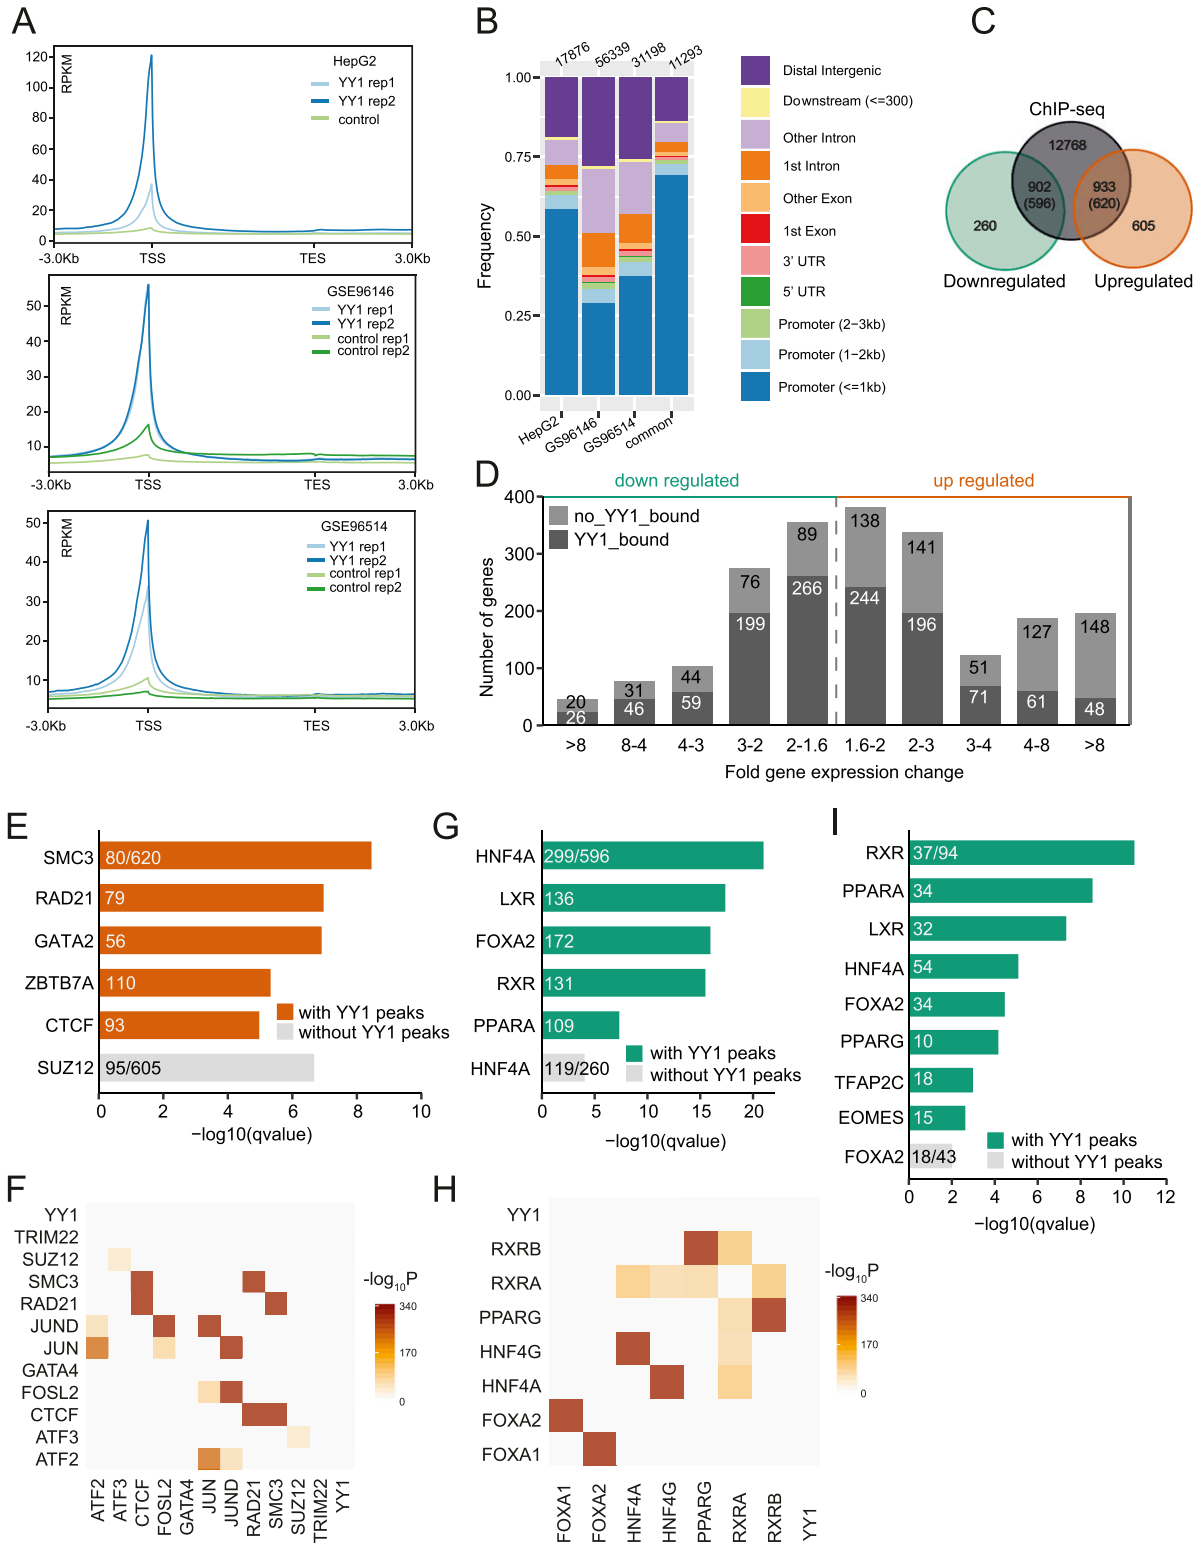 A
RPKM
120
100
80
60
40
20
0
HepG2
YY1 rep1
YY1 rep2
control
-3.0Kb TSS TES 3.0Kb
RPKM
50
40
30
20
10
GSE96146
YY1 rep1
YY1 rep2
control rep1
control rep2
-3.0Kb TSS TES 3.0Kb
RPKM
50
40
30
20
10
GSE96514
YY1 rep1
YY1 rep2
control rep1
control rep2
-3.0Kb TSS TES 3.0Kb
B
17876 56339 31198 11293
Frequency
1.00
0.75
0.50
0.25
0.00
HepG2 GS96146 GS96514 common
Distal Intergenic
Downstream (<=300)
Other Intron
1st Intron
Other Exon
1st Exon
3' UTR
5' UTR
Promoter (2−3kb)
Promoter (1−2kb)
Promoter (<=1kb)
C
ChIP-seq
12768
902
(596)
933
(620)
260
605
Downregulated Upregulated
D
down regulated up regulated
Number of genes
400
300
200
100
0
no_YY1_bound
YY1_bound
20 31 44 76 89 138 141 51 127 148
26 46 59 199 266 244 196 71 61 48
>8 8-4 4-3 3-2 2-1.6 1.6-2 2-3 3-4 4-8 >8
Fold gene expression change
E
SMC3 80/620
RAD21 79
GATA2 56
ZBTB7A 110
CTCF 93
SUZ12 95/605
with YY1 peaks
without YY1 peaks
0 2 4 6 8 10
−log10(qvalue)
G
HNF4A 299/596
LXR 136
FOXA2 172
RXR 131
PPARA 109
HNF4A 119/260
with YY1 peaks
without YY1 peaks
0 5 10 15 20
−log10(qvalue)
I
RXR 37/94
PPARA 34
LXR 32
HNF4A 54
FOXA2 34
PPARG 10
TFAP2C 18
EOMES 15
FOXA2 18/43
with YY1 peaks
without YY1 peaks
0 2 4 6 8 10 12
−log10(qvalue)
F
YY1
TRIM22
SUZ12
SMC3
RAD21
JUND
JUN
GATA4
FOSL2
CTCF
ATF3
ATF2
ATF2 ATF3 CTCF FOSL2 GATA4 JUN JUND RAD21 SMC3 SUZ12 TRIM22 YY1
-log10P
340
170
0
H
YY1
RXRB
RXRA
PPARG
HNF4G
HNF4A
FOXA2
FOXA1
FOXA1 FOXA2 HNF4A HNF4G PPARG RXRA RXRB YY1
-log10P
340
170
0